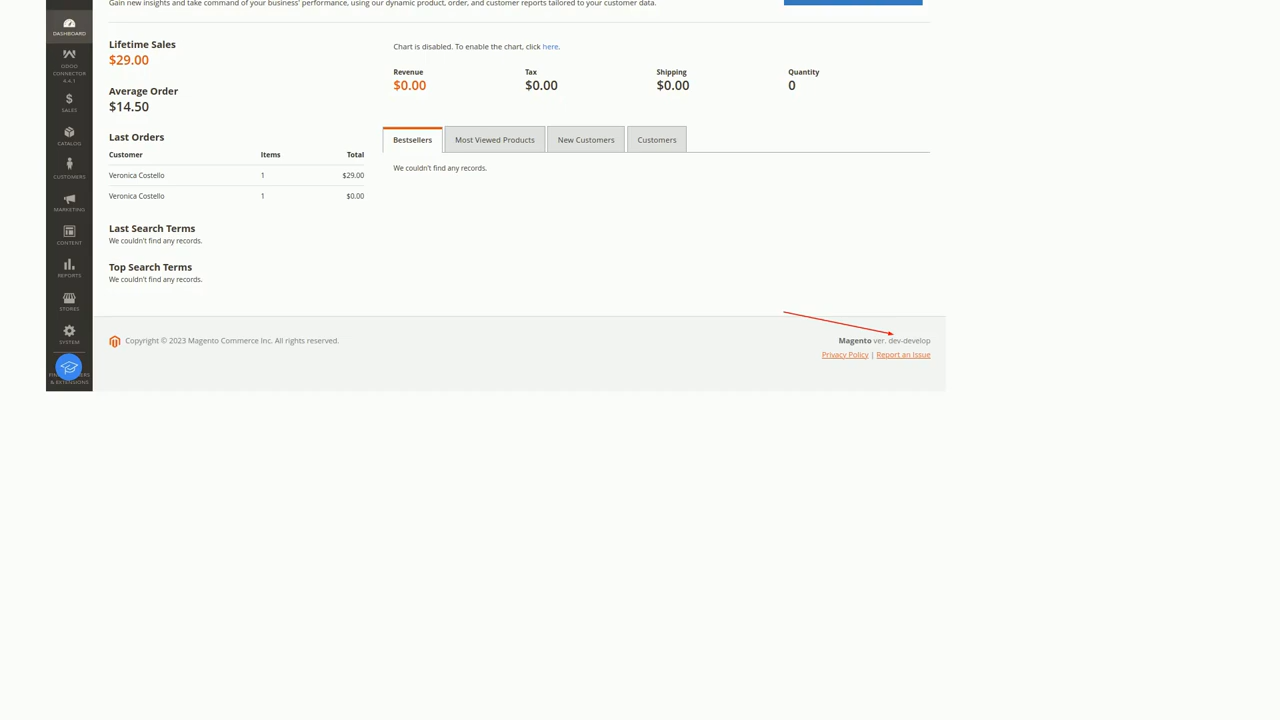 Gain new insights and take command of your business' performance, using our dynamic product, order, and customer reports tailored to your customer data.
DASHBOARD
ODOO
CONNECTOR
4.4.1
SALES
CATALOG
CUSTOMERS
MARKETING
CONTENT
REPORTS
STORES
SYSTEM
& EXTENSIONS
Lifetime Sales
$29.00
Average Order
$14.50
Last Orders
Customer Items Total
Veronica Costello 1 $29.00
Veronica Costello 1 $0.00
Last Search Terms
We couldn't find any records.
Top Search Terms
We couldn't find any records.
Chart is disabled. To enable the chart, click here.
Revenue Tax Shipping Quantity
$0.00 $0.00 $0.00 0
Bestsellers Most Viewed Products New Customers Customers
We couldn't find any records.
Copyright © 2023 Magento Commerce Inc. All rights reserved.
Magento ver. dev-develop
Privacy Policy | Report an Issue